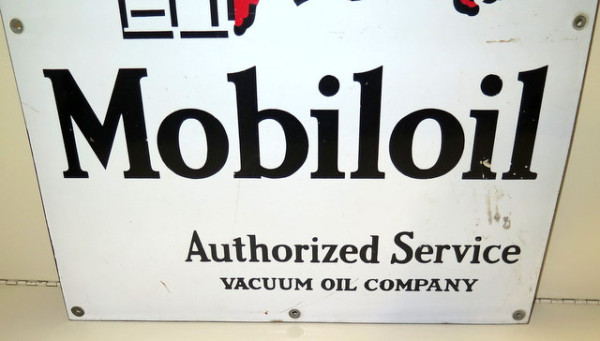 Mobiloil
Authorized Service
VACUUM OIL COMPANY